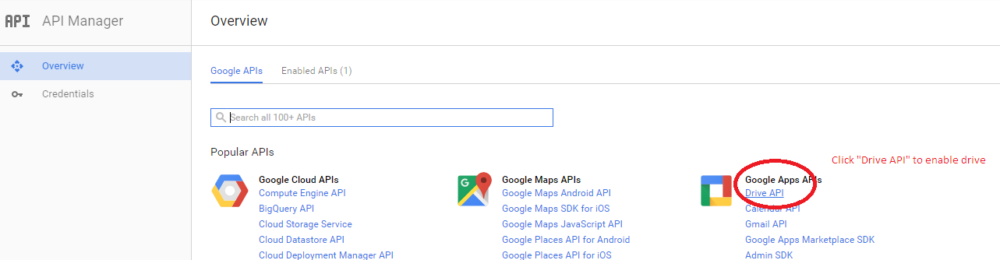 API API Manager
Overview
Overview
Credentials
Google APIs Enabled APIs (1)
Search all 100+ APIs
Popular APIs
Click "Drive API" to enable drive
Google Cloud APIs
Compute Engine API
BigQuery API
Cloud Storage Service
Cloud Datastore API
Cloud Deployment Manager API
G
Google Maps APIs
Google Maps Android API
Google Maps SDK for iOS
Google Maps JavaScript API
Google Places API for Android
Google Places API for iOS
Google Apps APIs
Drive API
Calendar API
Gmail API
Google Apps Marketplace SDK
Admin SDK